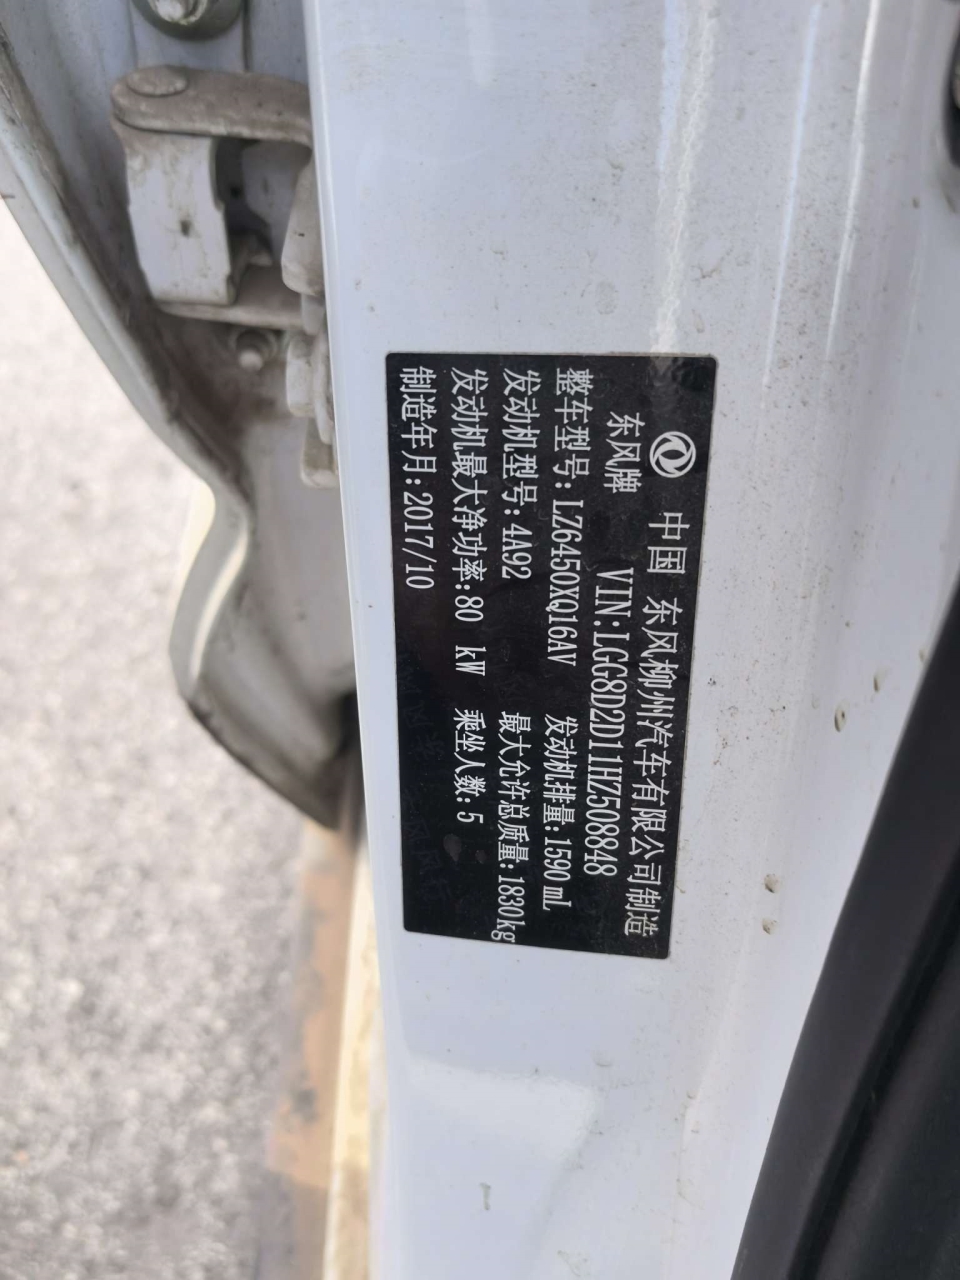 中国 东风柳州汽车有限公司制造
东风牌 VIN:LGG8D2D11HZ508848
整车型号:LZ6450XQ16AV 发动机排量:1590mL
发动机型号:4A92 最大允许总质量:1830kg
发动机最大净功率:80 kW 乘坐人数:5
制造年月:2017/10